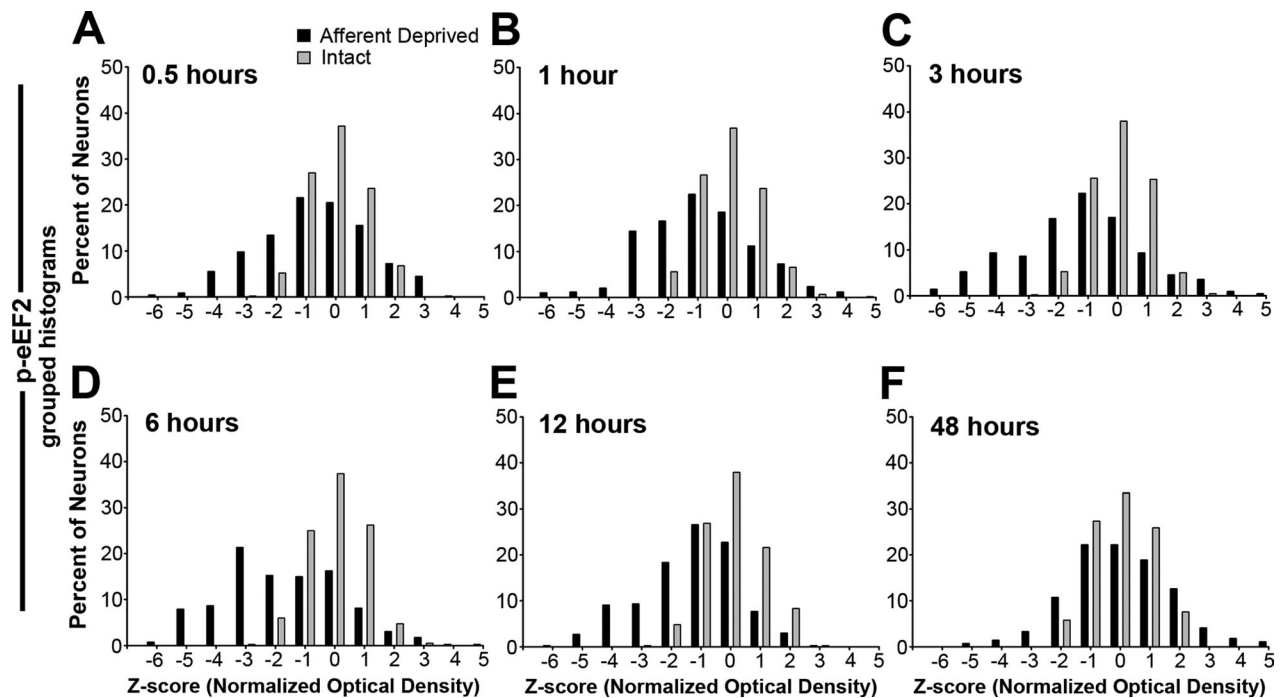 A
Afferent Deprived
Intact
0.5 hours
50
40
30
20
10
0
-6 -5 -4 -3 -2 -1 0 1 2 3 4 5
Percent of Neurons
B
1 hour
50
40
30
20
10
0
-6 -5 -4 -3 -2 -1 0 1 2 3 4 5
C
3 hours
50
40
30
20
10
0
-6 -5 -4 -3 -2 -1 0 1 2 3 4 5
p-eEF2
grouped histograms
D
6 hours
50
40
30
20
10
0
-6 -5 -4 -3 -2 -1 0 1 2 3 4 5
Percent of Neurons
Z-score (Normalized Optical Density)
E
12 hours
50
40
30
20
10
0
-6 -5 -4 -3 -2 -1 0 1 2 3 4 5
Z-score (Normalized Optical Density)
F
48 hours
50
40
30
20
10
0
-6 -5 -4 -3 -2 -1 0 1 2 3 4 5
Z-score (Normalized Optical Density)